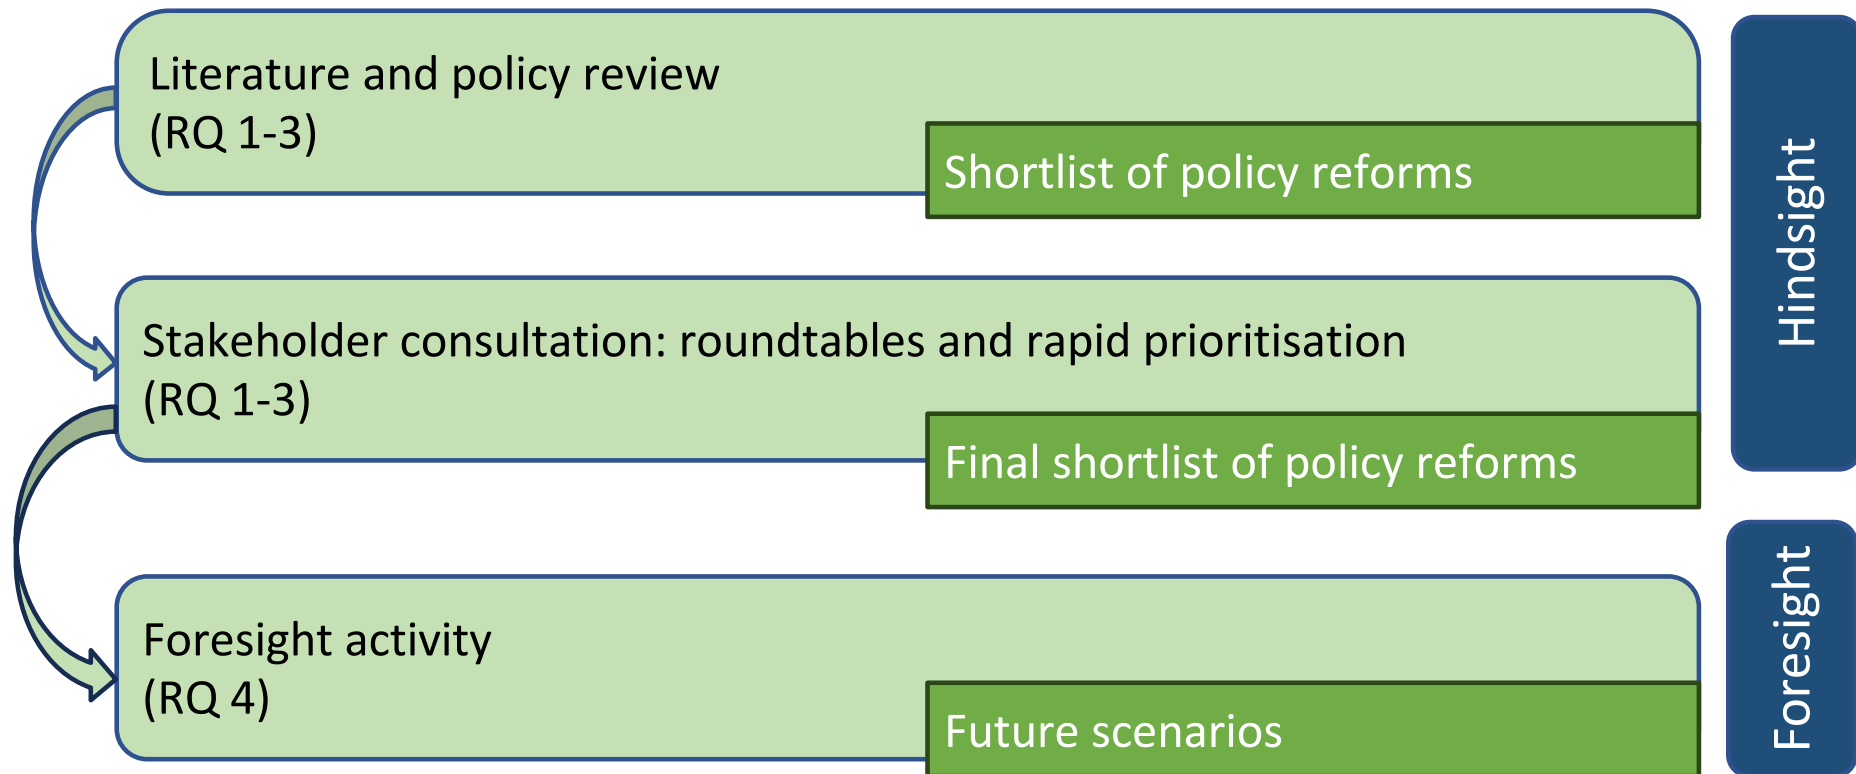 Literature and policy review
(RQ 1-3)
Shortlist of policy reforms
Hindsight
Stakeholder consultation: roundtables and rapid prioritisation
(RQ 1-3)
Final shortlist of policy reforms
Foresight activity
(RQ 4)
Future scenarios
Foresight